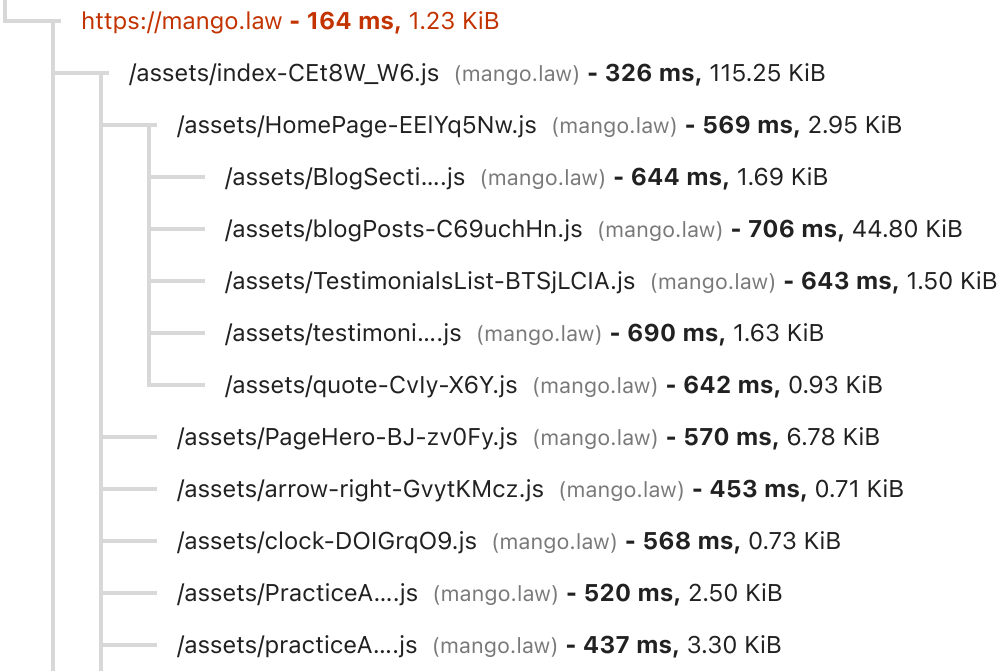 https://mango.law - 164 ms, 1.23 KiB
/assets/index-CEt8W_W6.js (mango.law) - 326 ms, 115.25 KiB
/assets/HomePage-EElYq5Nw.js (mango.law) - 569 ms, 2.95 KiB
/assets/BlogSecti….js (mango.law) - 644 ms, 1.69 KiB
/assets/blogPosts-C69uchHn.js (mango.law) - 706 ms, 44.80 KiB
/assets/TestimonialsList-BTSjLCIA.js (mango.law) - 643 ms, 1.50 KiB
/assets/testimoni….js (mango.law) - 690 ms, 1.63 KiB
/assets/quote-CvIy-X6Y.js (mango.law) - 642 ms, 0.93 KiB
/assets/PageHero-BJ-zv0Fy.js (mango.law) - 570 ms, 6.78 KiB
/assets/arrow-right-GvytKMcz.js (mango.law) - 453 ms, 0.71 KiB
/assets/clock-DOIGrqO9.js (mango.law) - 568 ms, 0.73 KiB
/assets/PracticeA….js (mango.law) - 520 ms, 2.50 KiB
/assets/practiceA….js (mango.law) - 437 ms, 3.30 KiB